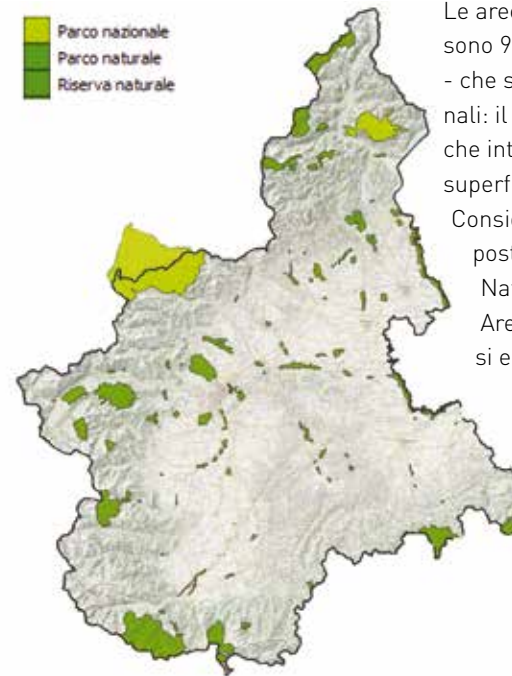 Parco nazionale
Parco naturale
Riserva naturale
Le aree
sono 9
- che s
nali: il
che int
superf
Consid
post
Nat
Are
si e